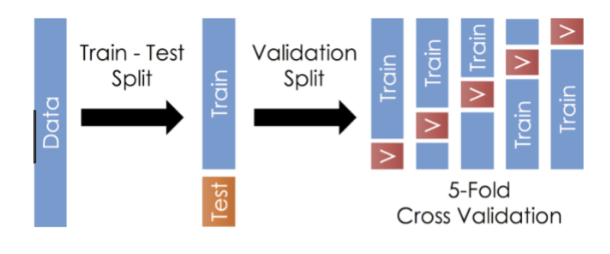 Data
Train - Test
Split
Train
Test
Validation
Split
Train
V
Train
V
Train
V
V
Train
V
Train
5-Fold
Cross Validation